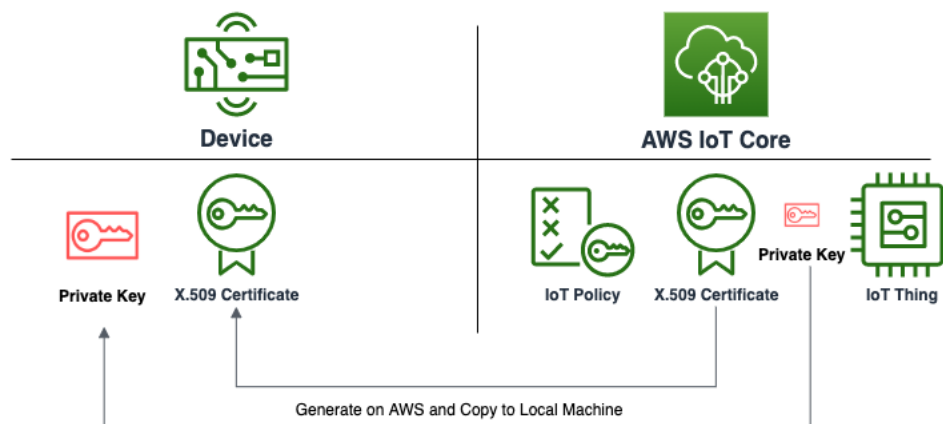 Device
AWS IoT Core
Private Key
X.509 Certificate
IoT Policy
X.509 Certificate
Private Key
IoT Thing
Generate on AWS and Copy to Local Machine